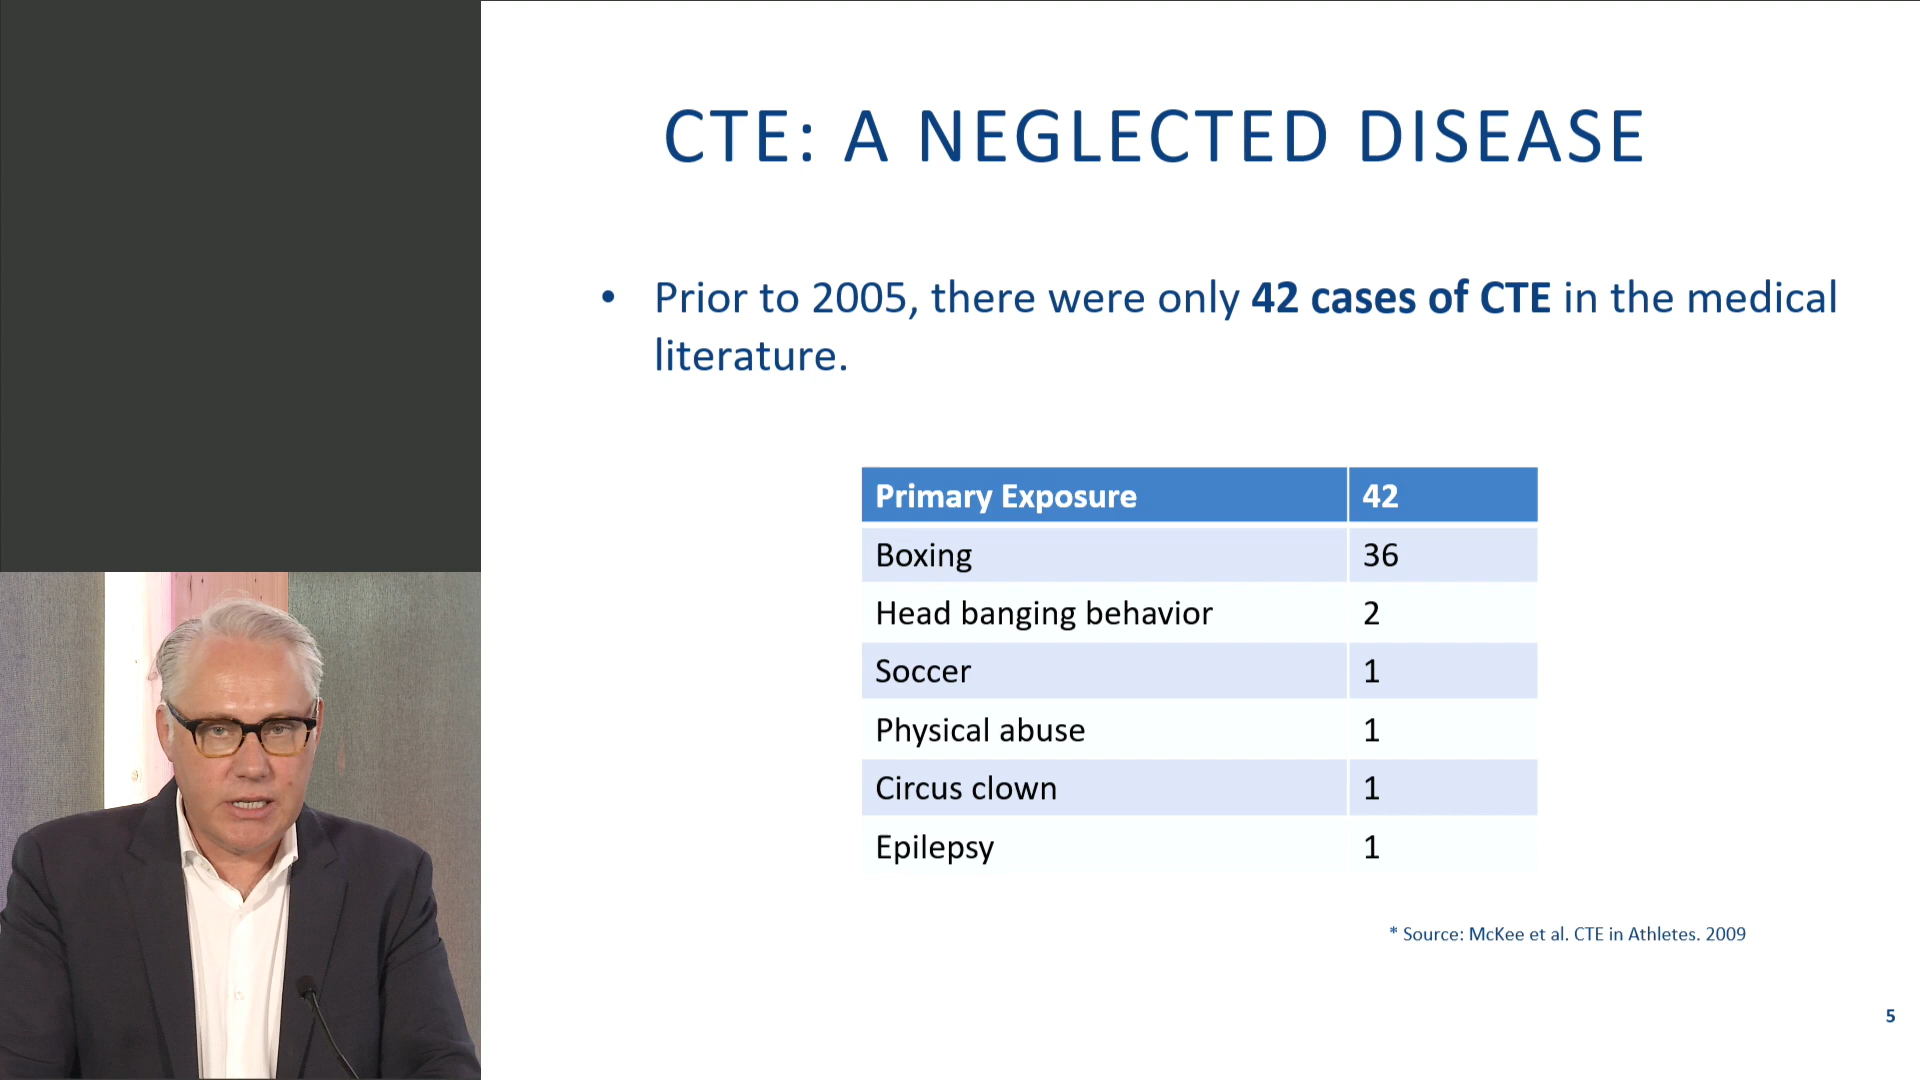 CTE: A NEGLECTED DISEASE
• Prior to 2005, there were only 42 cases of CTE in the medical
literature.
Primary Exposure 42
Boxing 36
Head banging behavior 2
Soccer 1
Physical abuse 1
Circus clown 1
Epilepsy 1
* Source: McKee et al. CTE in Athletes. 2009
5